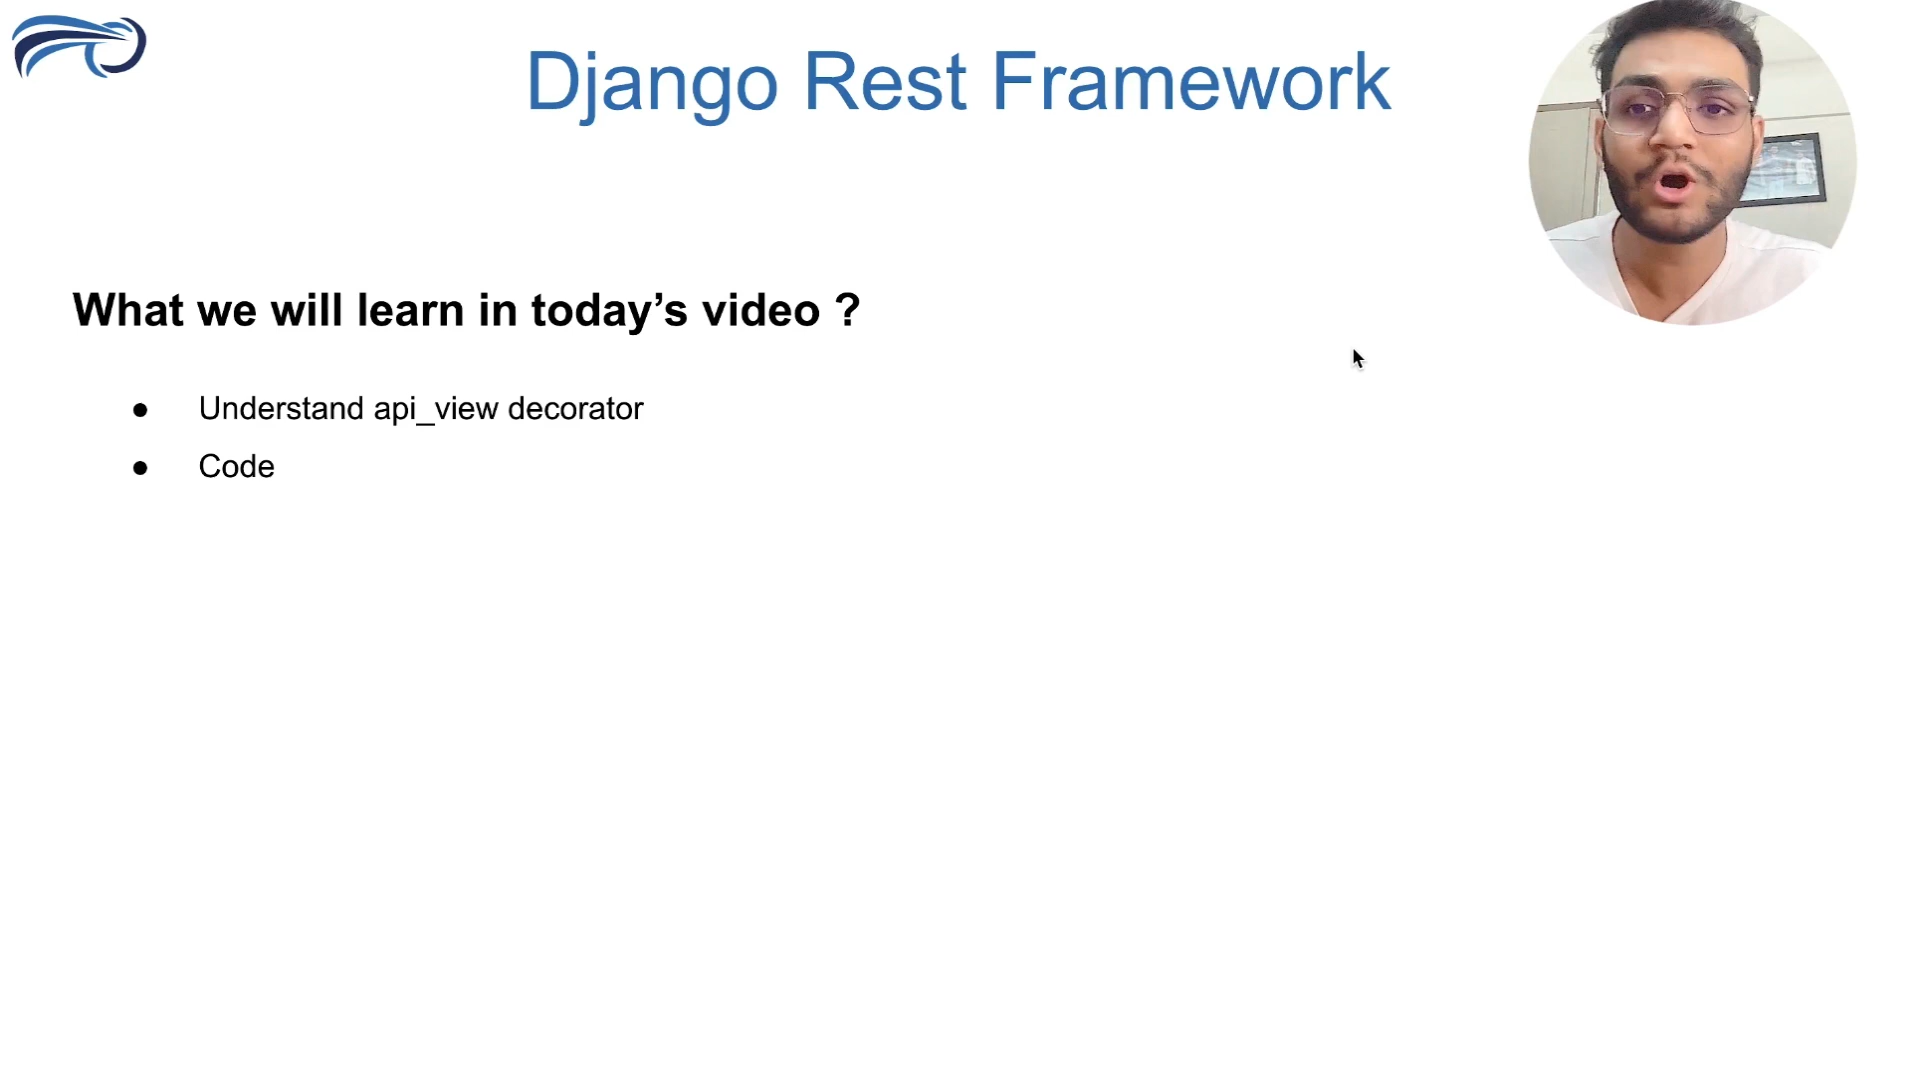 Django Rest Framework
What we will learn in today’s video ?
● Understand api_view decorator
● Code